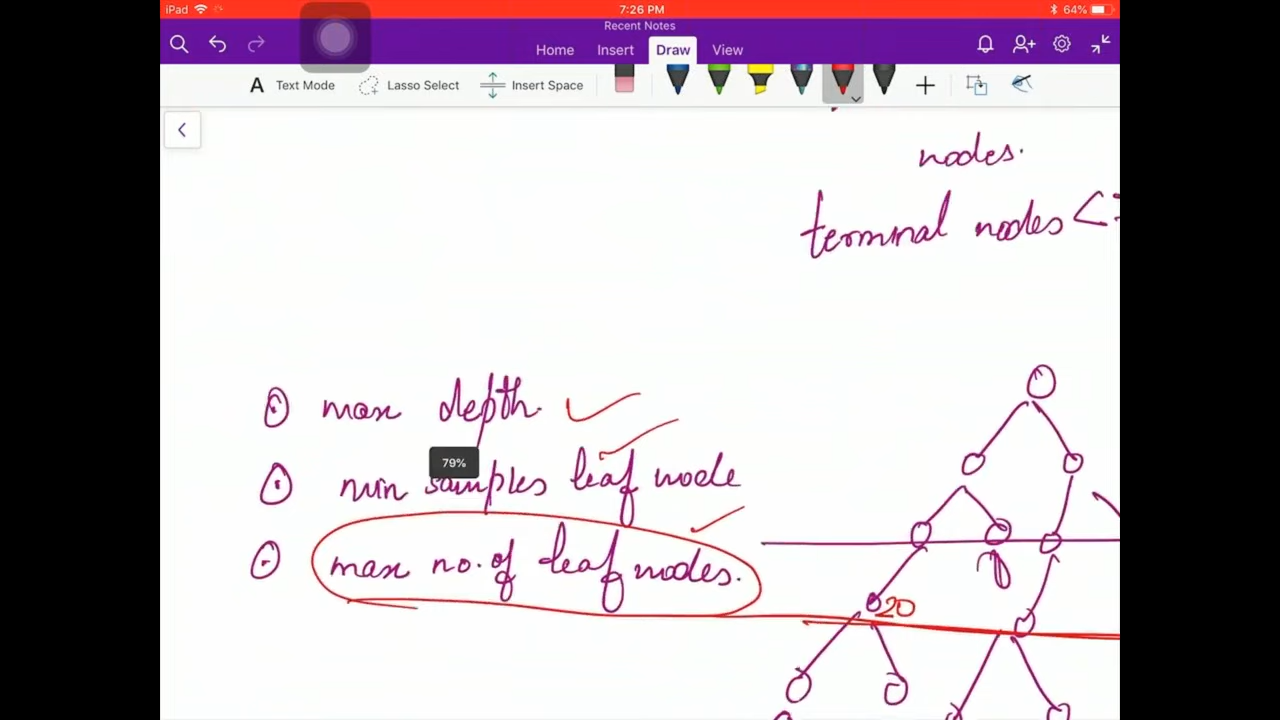 iPad 7:26 PM 64%
Recent Notes
Home Insert Draw View
A Text Mode Lasso Select Insert Space
nodes.
terminal nodes <
max depth.
79%
min samples leaf node
max no. of leaf nodes.
20